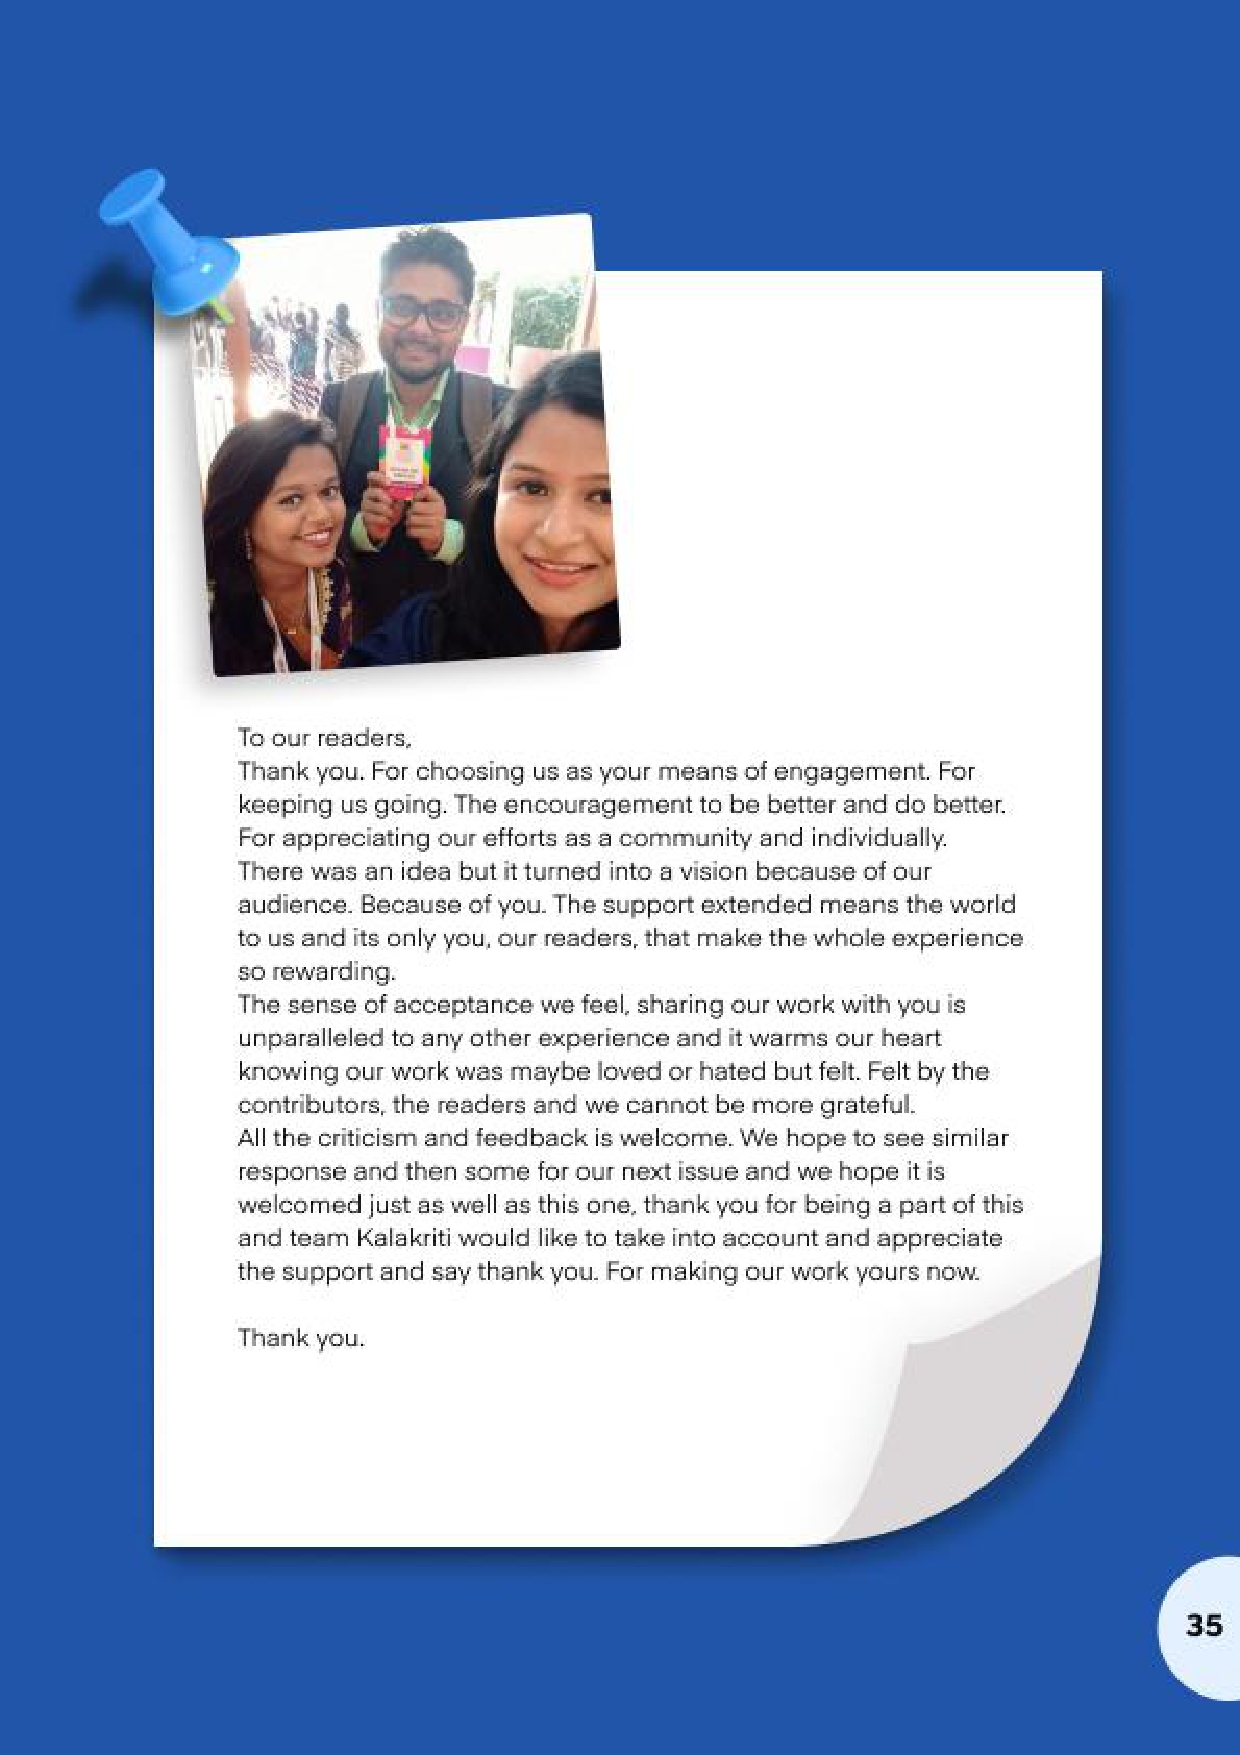 To our readers,
Thank you. For choosing us as your means of engagement. For
keeping us going. The encouragement to be better and do better.
For appreciating our efforts as a community and individually.
There was an idea but it turned into a vision because of our
audience. Because of you. The support extended means the world
to us and its only you, our readers, that make the whole experience
so rewarding.
The sense of acceptance we feel, sharing our work with you is
unparalleled to any other experience and it warms our heart
knowing our work was maybe loved or hated but felt. Felt by the
contributors, the readers and we cannot be more grateful.
All the criticism and feedback is welcome. We hope to see similar
response and then some for our next issue and we hope it is
welcomed just as well as this one, thank you for being a part of this
and team Kalakriti would like to take into account and appreciate
the support and say thank you. For making our work yours now.
Thank you.
35